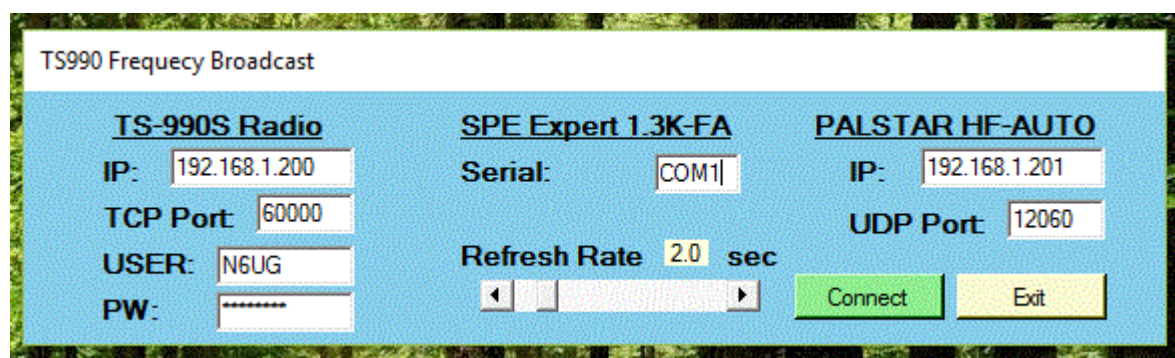 TS990 Frequecy Broadcast
TS-990S Radio
IP: 192.168.1.200
TCP Port: 60000
USER: N6UG
PW: ********
SPE Expert 1.3K-FA
Serial: COM1
Refresh Rate 2.0 sec
PALSTAR HF-AUTO
IP: 192.168.1.201
UDP Port: 12060
Connect Exit